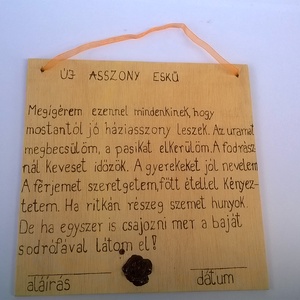 ÚJ ASSZONY ESKÜ
Megígérem ezennel mindenkinek, hogy
mostantól jó háziasszony leszek. Az uramat
megbecsülöm, a pasikat elkerülöm. A fodrász-
nál keveset időzök. A gyerekeket jól nevelem
A férjemet szeretgetem, főtt étellel kényez-
tetem. Ha ritkán részeg szemet hunyok.
De ha egyszer is csajozni mer a baját
sodrófával látom el!
aláírás
dátum